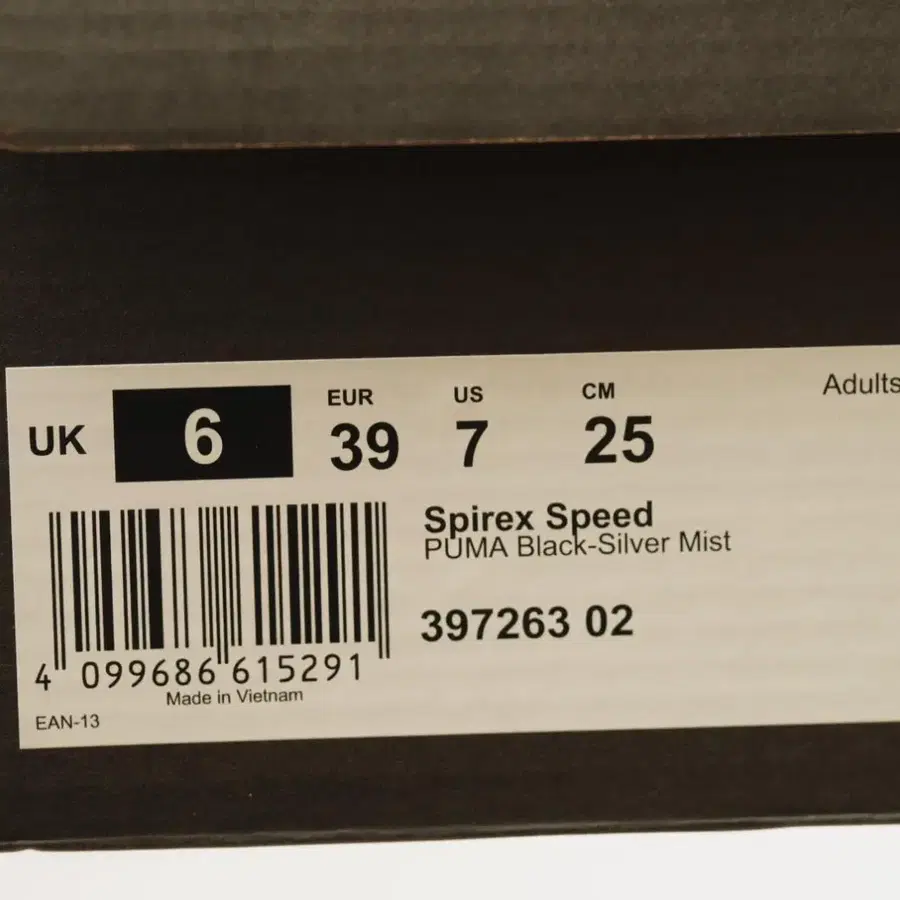 Adults
EUR US CM
UK 6 39 7 25
Spirex Speed
PUMA Black-Silver Mist
397263 02
4 099686 615291
Made in Vietnam
EAN-13